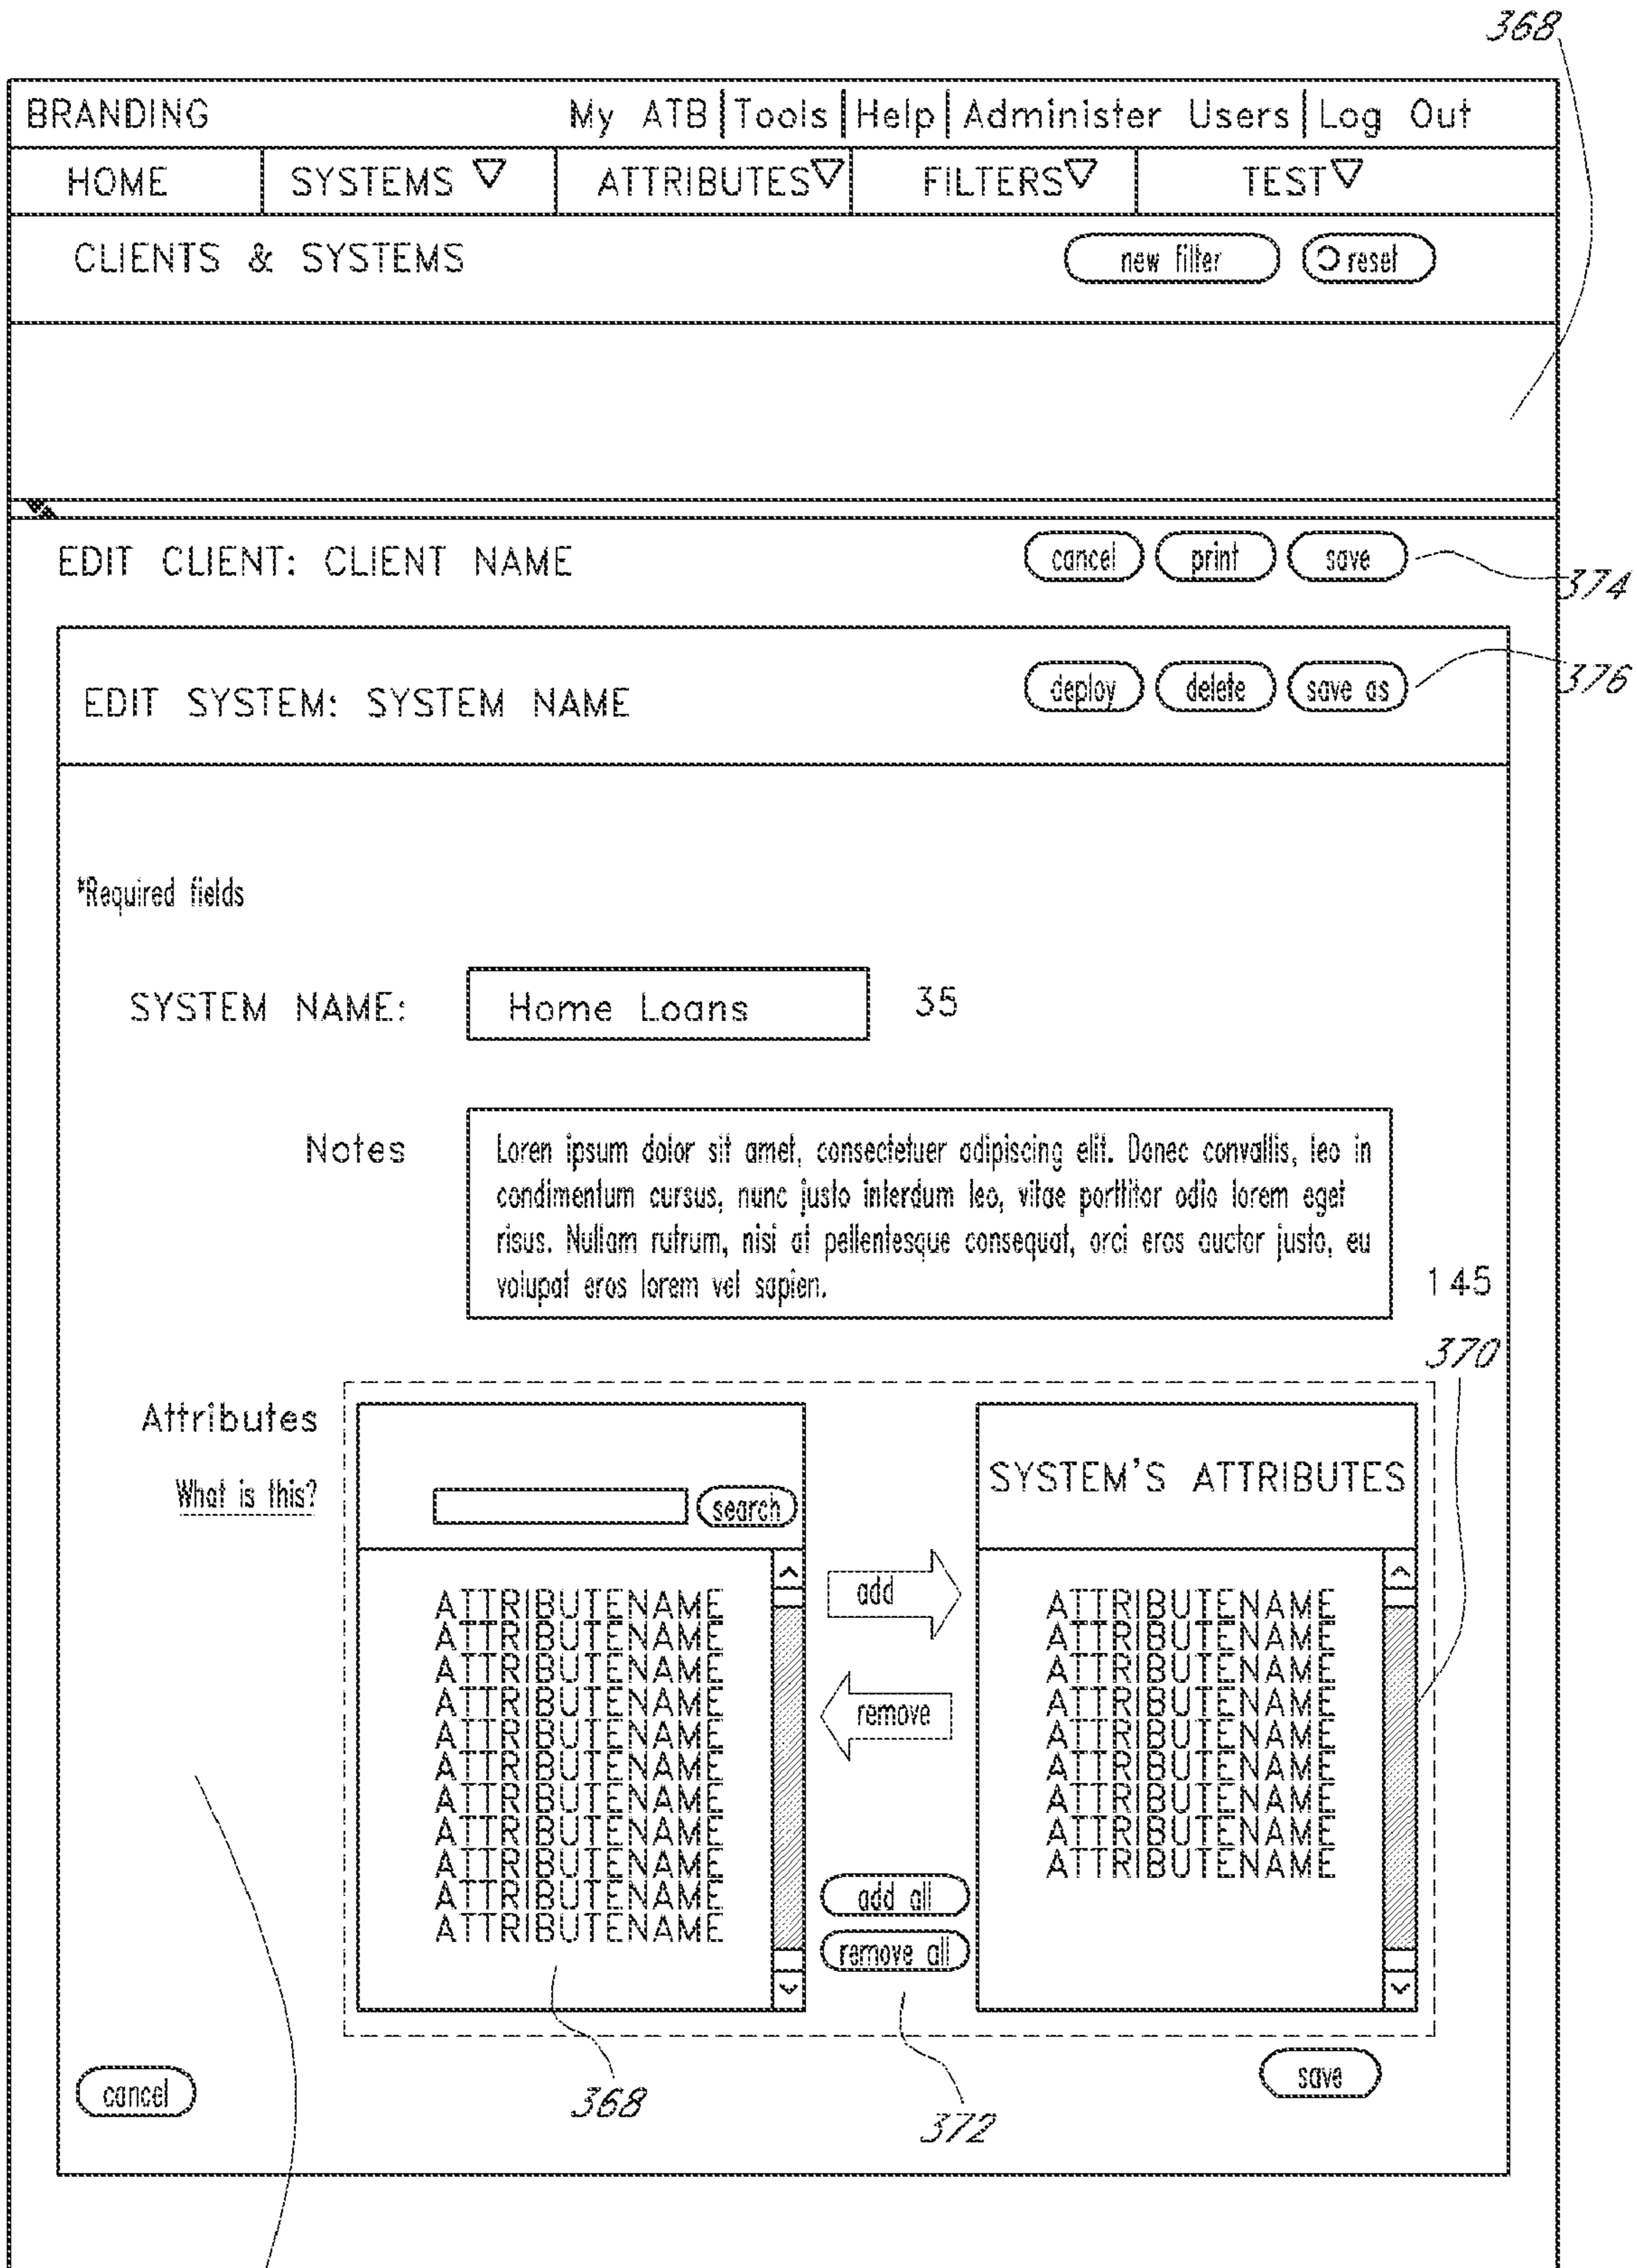 368
BRANDING My ATB | Tools | Help | Administer Users | Log Out
HOME SYSTEMS ATTRIBUTES FILTERS TEST
CLIENTS & SYSTEMS new filter reset
EDIT CLIENT: CLIENT NAME cancel print save
374
EDIT SYSTEM: SYSTEM NAME deploy delete save as
376
*Required fields
SYSTEM NAME: Home Loans 35
Notes
Loren ipsum dolor sit amet, consectetuer adipiscing elit. Donec convallis, leo in
condimentum cursus, nunc justo interdum leo, vitae porttitor odio lorem eget
risus. Nullam rutrum, nisi at pellentesque consequat, orci eros auctor justo, eu
volupat eros lorem vel sapien.
145
370
Attributes
What is this?
search
SYSTEM'S ATTRIBUTES
ATTRIBUTENAME
ATTRIBUTENAME
ATTRIBUTENAME
ATTRIBUTENAME
ATTRIBUTENAME
ATTRIBUTENAME
ATTRIBUTENAME
ATTRIBUTENAME
ATTRIBUTENAME
ATTRIBUTENAME
ATTRIBUTENAME
add
remove
add all
remove all
ATTRIBUTENAME
ATTRIBUTENAME
ATTRIBUTENAME
ATTRIBUTENAME
ATTRIBUTENAME
ATTRIBUTENAME
ATTRIBUTENAME
ATTRIBUTENAME
ATTRIBUTENAME
cancel
368
372
save